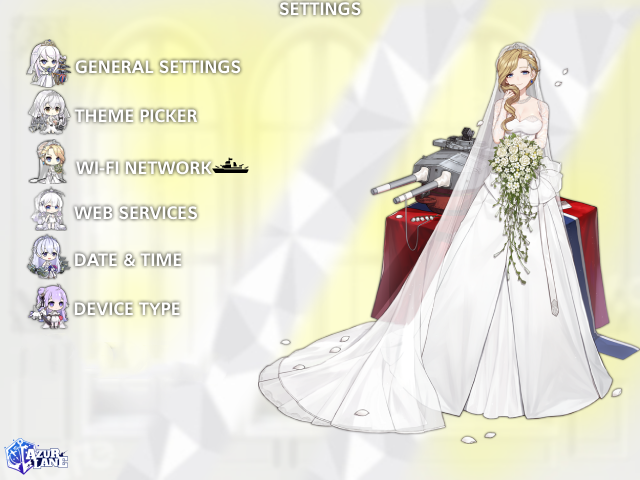 SETTINGS
GENERAL SETTINGS
THEME PICKER
WI-FI NETWORK
WEB SERVICES
DATE & TIME
DEVICE TYPE
AZUR
LANE